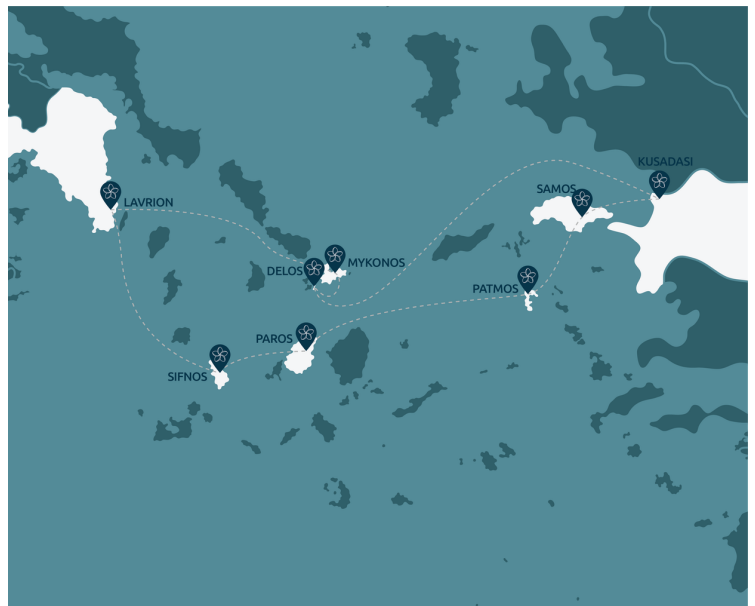 KUSADASI
SAMOS
LAVRION
MYKONOS
DELOS
PATMOS
PAROS
SIFNOS